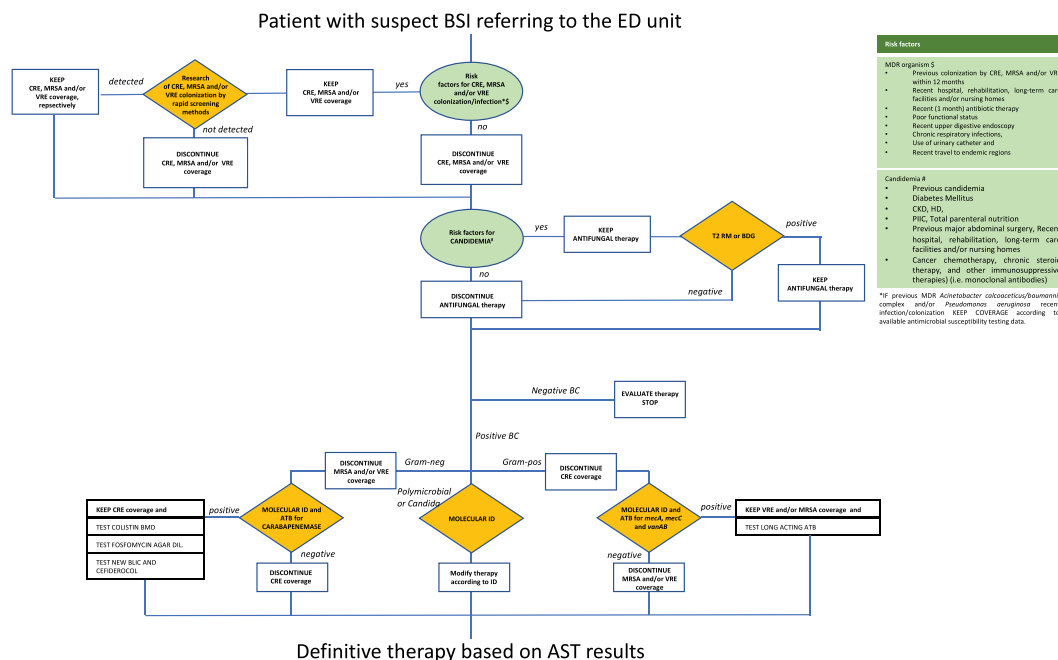 Patient with suspect BSI referring to the ED unit
KEEP
CRE, MRSA and/or
VRE coverage,
repsectively
detected
Research
of CRE, MRSA and/or
VRE colonization by
rapid screening
methods
not detected
DISCONTINUE
CRE, MRSA and/or VRE
coverage
KEEP
CRE, MRSA and/or
VRE coverage
yes
Risk
factors for CRE, MRSA
and/or VRE
colonization/infection*$
no
DISCONTINUE
CRE, MRSA and/or VRE
coverage
Risk factors for
CANDIDEMIA#
yes
KEEP
ANTIFUNGAL therapy
T2 RM or BDG
positive
KEEP
ANTIFUNGAL therapy
negative
no
DISCONTINUE
ANTIFUNGAL therapy
Negative BC
EVALUATE therapy
STOP
Positive BC
Gram-neg
DISCONTINUE
MRSA and/or VRE
coverage
Gram-pos
DISCONTINUE
CRE coverage
Polymicrobial
or Candida
MOLECULAR ID and
ATB for
CARABAPENEMASE
positive
KEEP CRE coverage and
TEST COLISTIN BMD
TEST FOSFOMYCIN AGAR DIL.
TEST NEW BLIC AND
CEFIDEROCOL
negative
DISCONTINUE
CRE coverage
MOLECULAR ID
Modify therapy
according to ID
MOLECULAR ID and
ATB for mecA, mecC
and vanAB
positive
KEEP VRE and/or MRSA coverage and
TEST LONG ACTING ATB
negative
DISCONTINUE
MRSA and/or VRE
coverage
Definitive therapy based on AST results
Risk factors
MDR organism $
• Previous colonization by CRE, MRSA and/or VRE
within 12 months
• Recent hospital, rehabilitation, long-term care
facilities and/or nursing homes
• Recent (1 month) antibiotic therapy
• Poor functional status
• Recent upper digestive endoscopy
• Chronic respiratory infections,
• Use of urinary catheter and
• Recent travel to endemic regions
Candidemia #
• Previous candidemia
• Diabetes Mellitus
• CKD, HD,
• PIIC, Total parenteral nutrition
• Previous major abdominal surgery, Recen
hospital, rehabilitation, long-term care
facilities and/or nursing homes
• Cancer chemotherapy, chronic steroid
therapy, and other immunosuppressive
therapies) (i.e. monoclonal antibodies)
*IF previous MDR Acinetobacter calcoaceticus/baumannii
complex and/or Pseudomonas aeruginosa recent
infection/colonization KEEP COVERAGE according to
available antimicrobial susceptibility testing data.